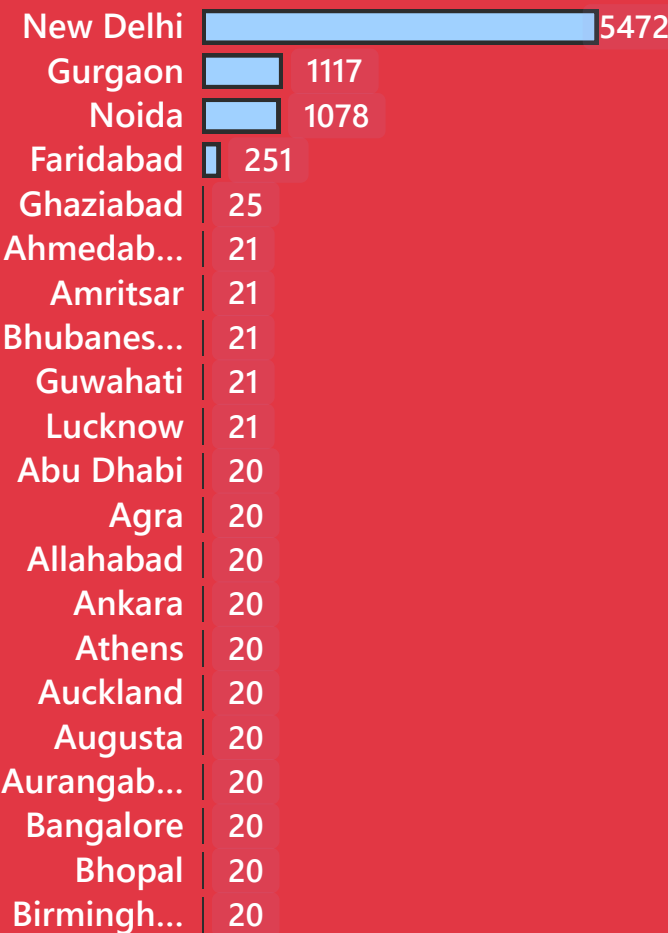 New Delhi 5472
Gurgaon 1117
Noida 1078
Faridabad 251
Ghaziabad 25
Ahmedab... 21
Amritsar 21
Bhubanes... 21
Guwahati 21
Lucknow 21
Abu Dhabi 20
Agra 20
Allahabad 20
Ankara 20
Athens 20
Auckland 20
Augusta 20
Aurangab... 20
Bangalore 20
Bhopal 20
Birmingh... 20